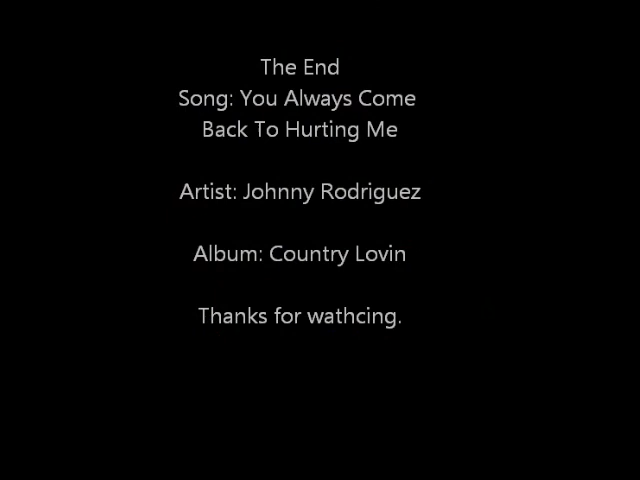 The End
Song: You Always Come
Back To Hurting Me
Artist: Johnny Rodriguez
Album: Country Lovin
Thanks for wathcing.